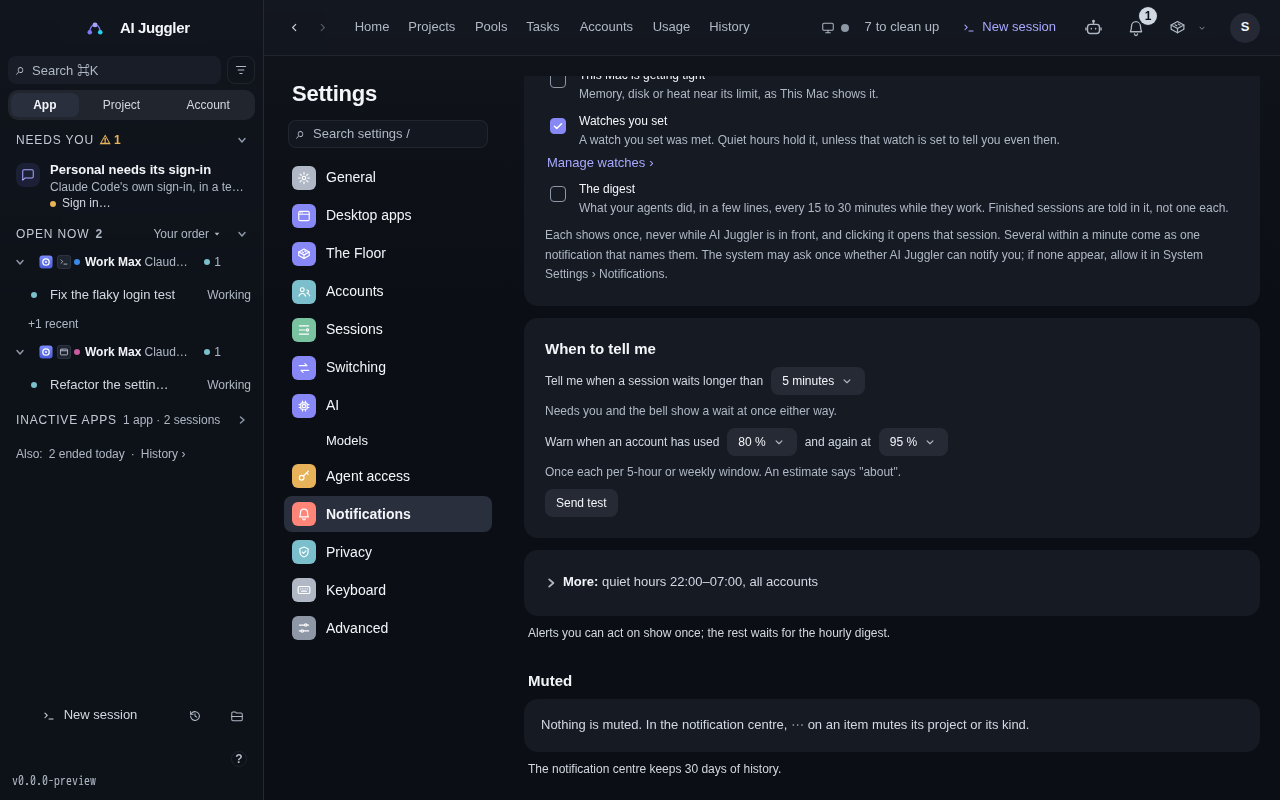 AI Juggler
Search ⌘K
App Project Account
NEEDS YOU 1
Personal needs its sign-in
Claude Code's own sign-in, in a te…
Sign in…
OPEN NOW 2 Your order
Work Max Claud… 1
Fix the flaky login test Working
+1 recent
Work Max Claud… 1
Refactor the settin… Working
INACTIVE APPS 1 app · 2 sessions
Also: 2 ended today · History ›
New session
?
v0.0.0-preview
Home Projects Pools Tasks Accounts Usage History
7 to clean up
New session
1
S
Settings
Search settings /
General
Desktop apps
The Floor
Accounts
Sessions
Switching
AI
Models
Agent access
Notifications
Privacy
Keyboard
Advanced
This Mac is getting tight
Memory, disk or heat near its limit, as This Mac shows it.
Watches you set
A watch you set was met. Quiet hours hold it, unless that watch is set to tell you even then.
Manage watches ›
The digest
What your agents did, in a few lines, every 15 to 30 minutes while they work. Finished sessions are told in it, not one each.
Each shows once, never while AI Juggler is in front, and clicking it opens that session. Several within a minute come as one
notification that names them. The system may ask once whether AI Juggler can notify you; if none appear, allow it in System
Settings › Notifications.
When to tell me
Tell me when a session waits longer than 5 minutes
Needs you and the bell show a wait at once either way.
Warn when an account has used 80 % and again at 95 %
Once each per 5-hour or weekly window. An estimate says "about".
Send test
More: quiet hours 22:00–07:00, all accounts
Alerts you can act on show once; the rest waits for the hourly digest.
Muted
Nothing is muted. In the notification centre, ⋯ on an item mutes its project or its kind.
The notification centre keeps 30 days of history.